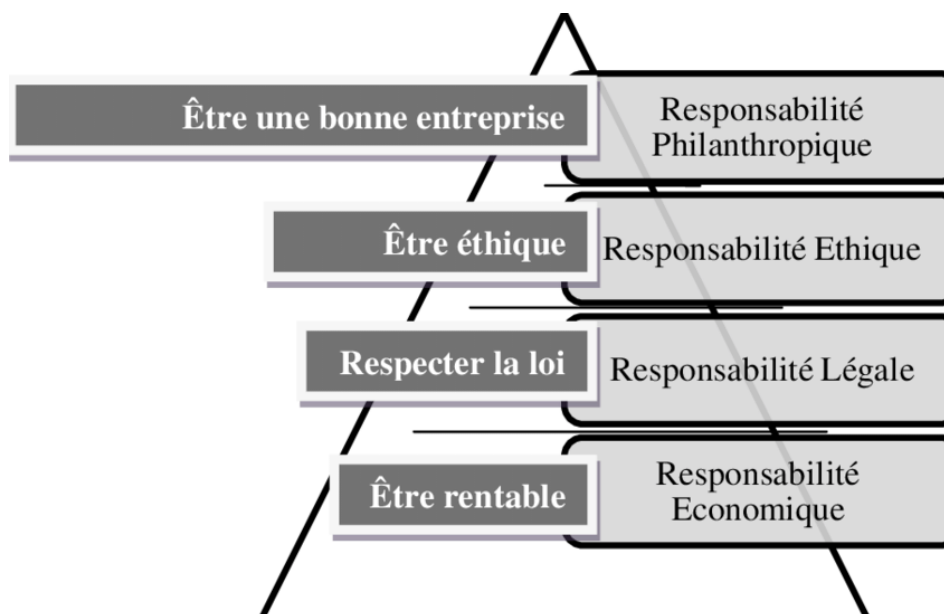 Être une bonne entreprise
Responsabilité
Philanthropique
Être éthique
Responsabilité Ethique
Respecter la loi
Responsabilité Légale
Être rentable
Responsabilité
Economique